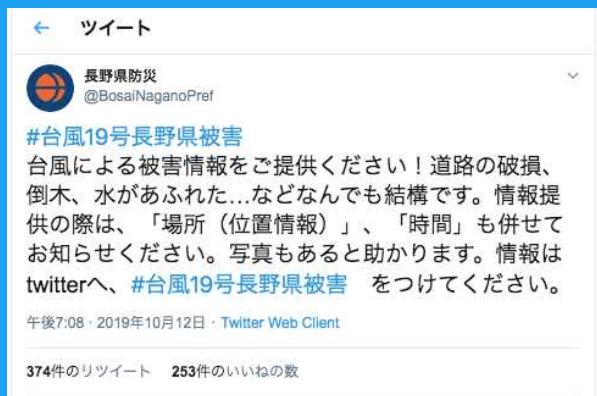 ← ツイート
長野県防災
@BosaiNaganoPref
#台風19号長野県被害
台風による被害情報をご提供ください！道路の破損、
倒木、水があふれた…などなんでも結構です。情報提
供の際は、「場所（位置情報）」、「時間」も併せて
お知らせください。写真もあると助かります。情報は
twitterへ、#台風19号長野県被害　をつけてください。
午後7:08 · 2019年10月12日 · Twitter Web Client
374件のリツイート　253件のいいねの数